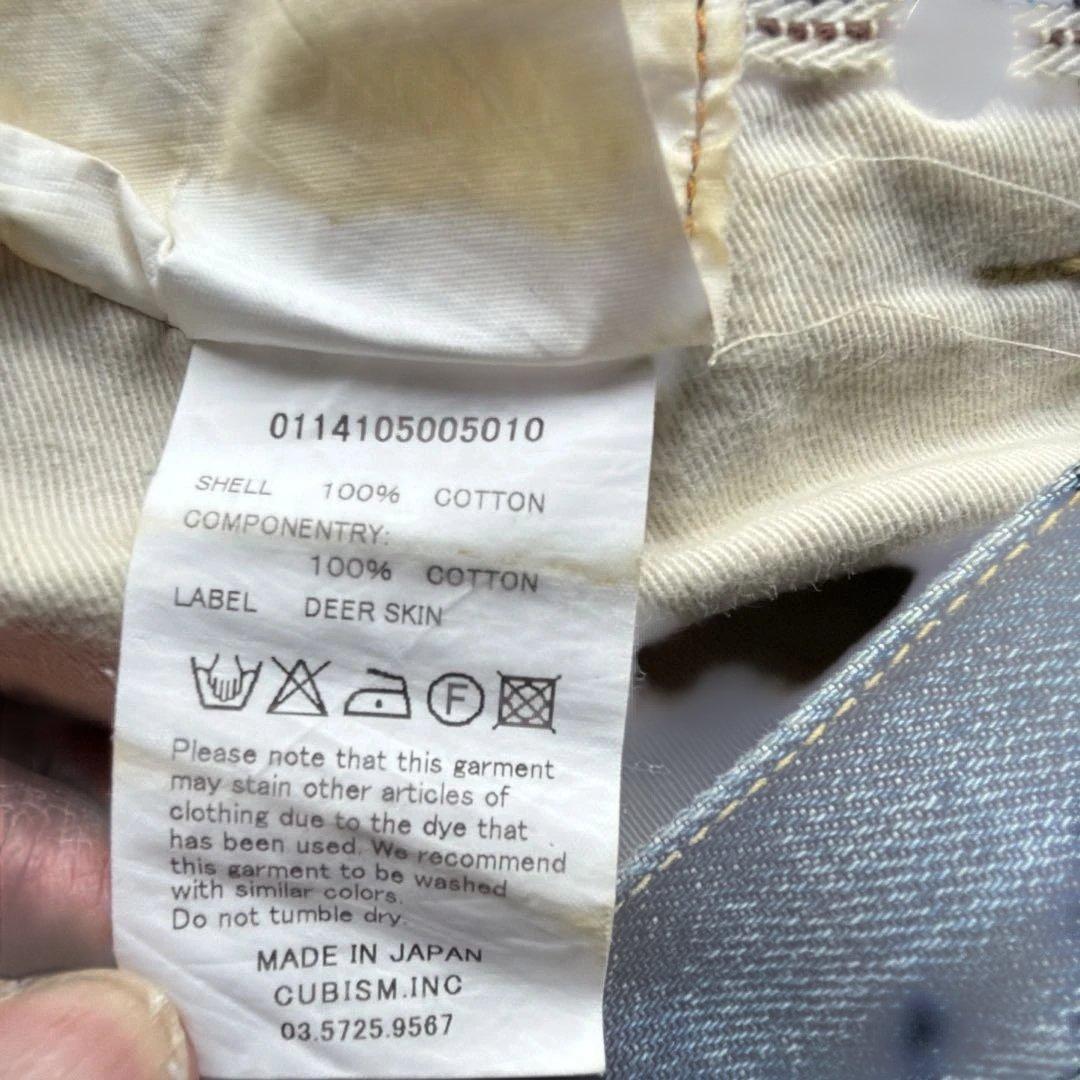 0114105005010
SHELL 100% COTTON
COMPONENTRY:
100% COTTON
LABEL DEER SKIN
F
Please note that this garment
may stain other articles of
clothing due to the dye that
has been used. We recommend
this garment to be washed
with similar colors.
Do not tumble dry.
MADE IN JAPAN
CUBISM.INC
03.5725.9567